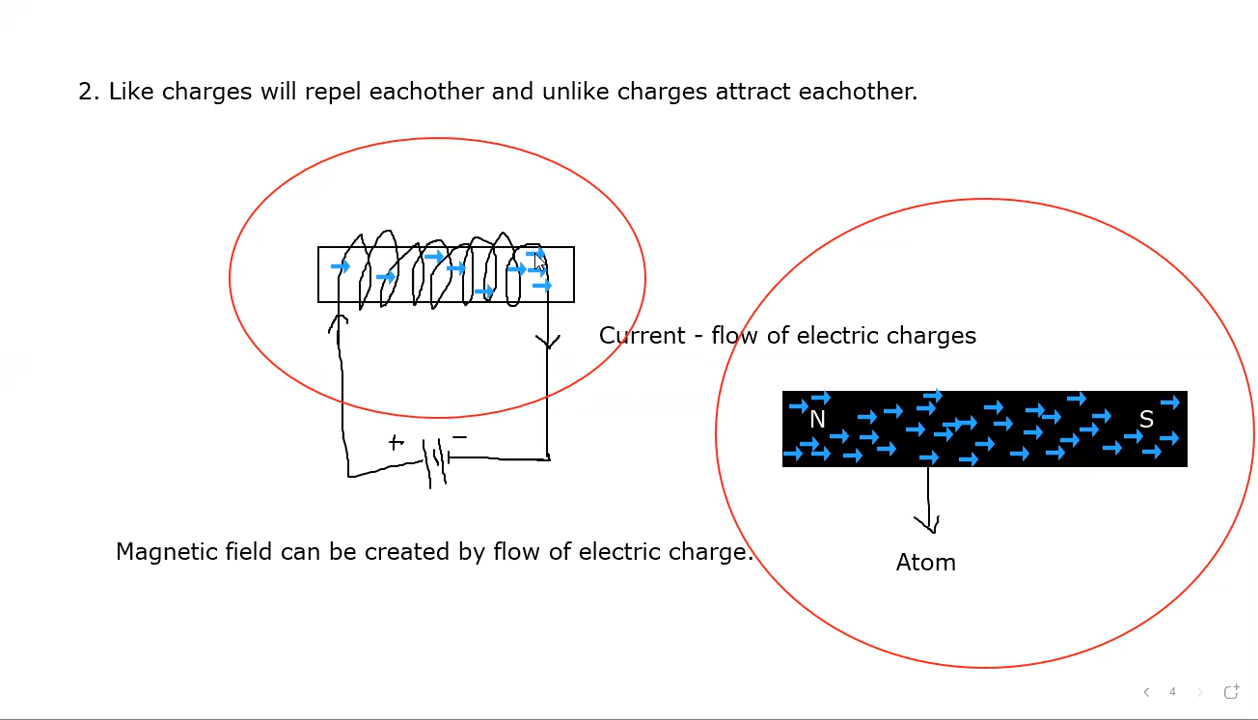 2. Like charges will repel eachother and unlike charges attract eachother.
Current - flow of electric charges
N S
+ −
Magnetic field can be created by flow of electric charge.
Atom
4